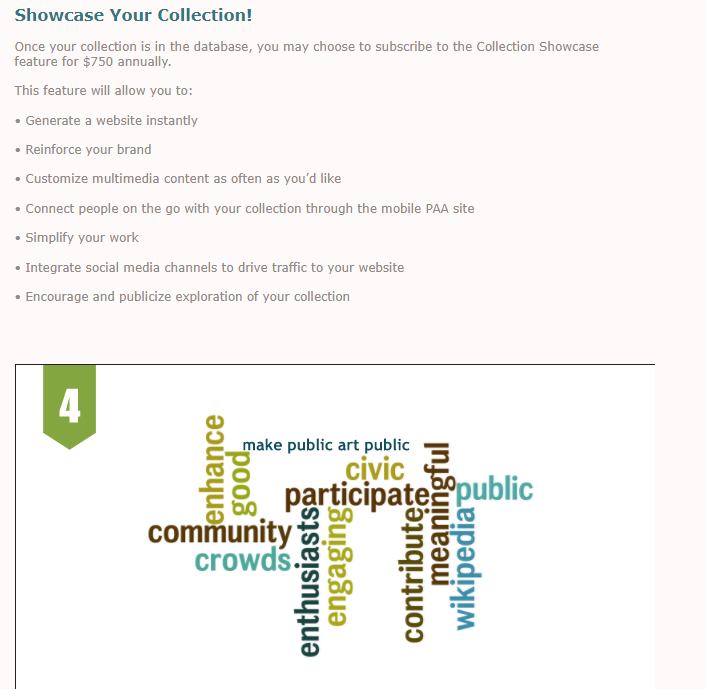 Showcase Your Collection!
Once your collection is in the database, you may choose to subscribe to the Collection Showcase
feature for $750 annually.
This feature will allow you to:
• Generate a website instantly
• Reinforce your brand
• Customize multimedia content as often as you’d like
• Connect people on the go with your collection through the mobile PAA site
• Simplify your work
• Integrate social media channels to drive traffic to your website
• Encourage and publicize exploration of your collection
4
enhance
good
make public art public
civic
participate
meaningful
public
community
crowds
enthusiasts
engaging
contribute
wikipedia